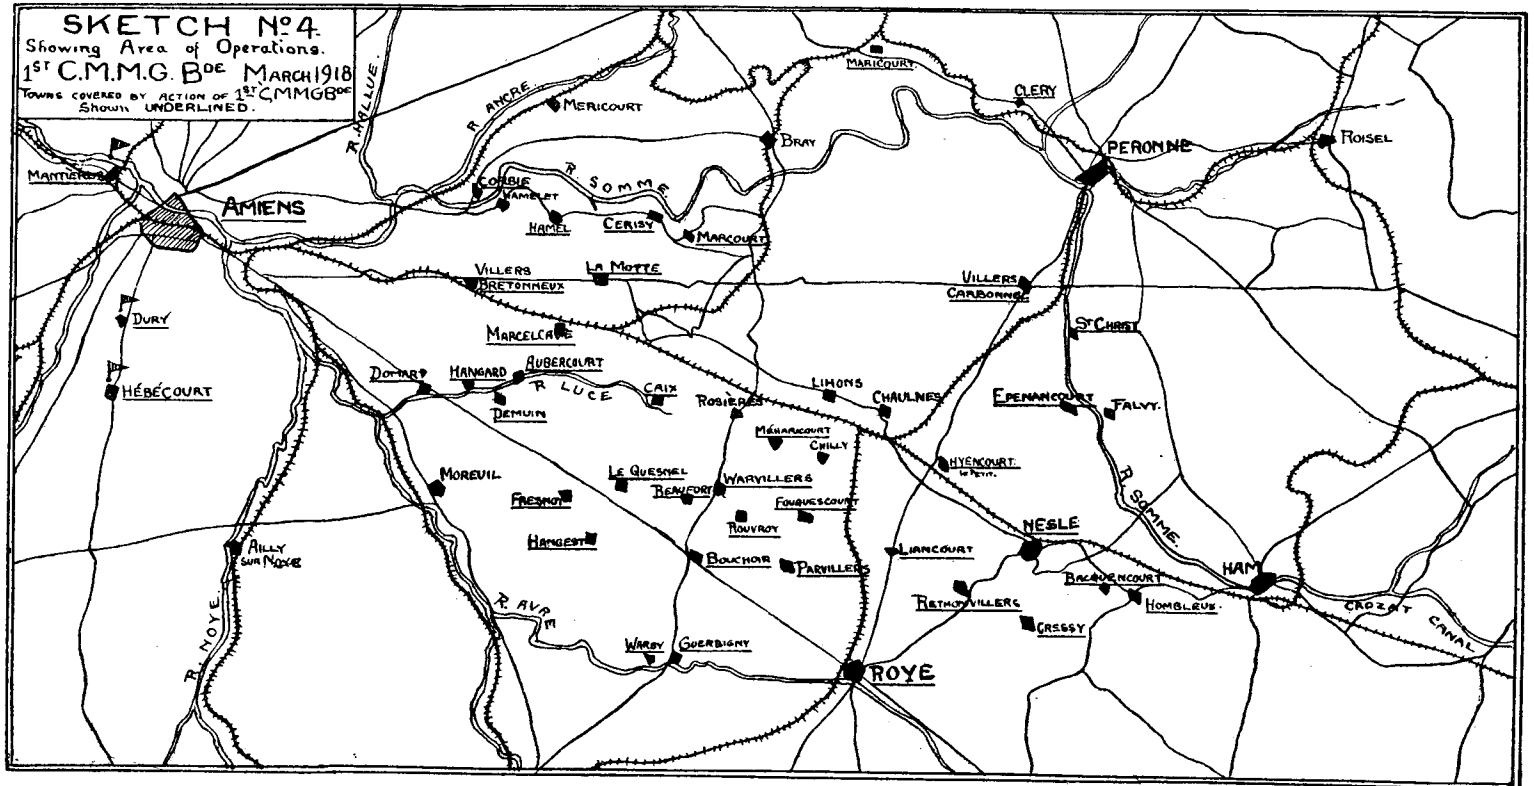 SKETCH No 4.
Showing Area of Operations.
1ST C.M.M.G. BDE MARCH 1918
TOWNS COVERED BY ACTION OF 1ST C,MMGBDE
Shown UNDERLINED.
R HALLUE.
R ANCRE.
MERICOURT
MARICOURT
CLERY
BRAY
PERONNE
ROISEL
AMIENS
CORBIE
HAMELET
R. SOMME
HAMEL
CERISY
MARCOURT
VILLERS
BRETONNEUX
LA MOTTE
VILLERS
CARBONNEL
DURY
MARCELCAVE
ST CHRIST
HÉBÉCOURT
DOMART
HANGARD
AUBERCOURT
R LUCE
DEMUIN
CAIX
ROSIERES
LIHONS
CHAULNES
EPENANCOURT
FALVY.
MÉHARICOURT
CHILLY
HYENCOURT.
LE PETIT.
MOREUIL
LE QUESNEL
FRESNOY
BEAUFORT
WARVILLERS
FOUQUESCOURT
ROUVROY
HANGEST
BOUCHOIR
PARVILLERS
LIANCOURT
NESLE
R. SOMME
HAM
AILLY
SUR NOYE
R. NOYE.
R. AVRE
RETHONVILLERS
BACQUENCOURT
HOMBLEUX.
CRESSY
CROZAT
CANAL
WARSY
GUERBIGNY
ROYE